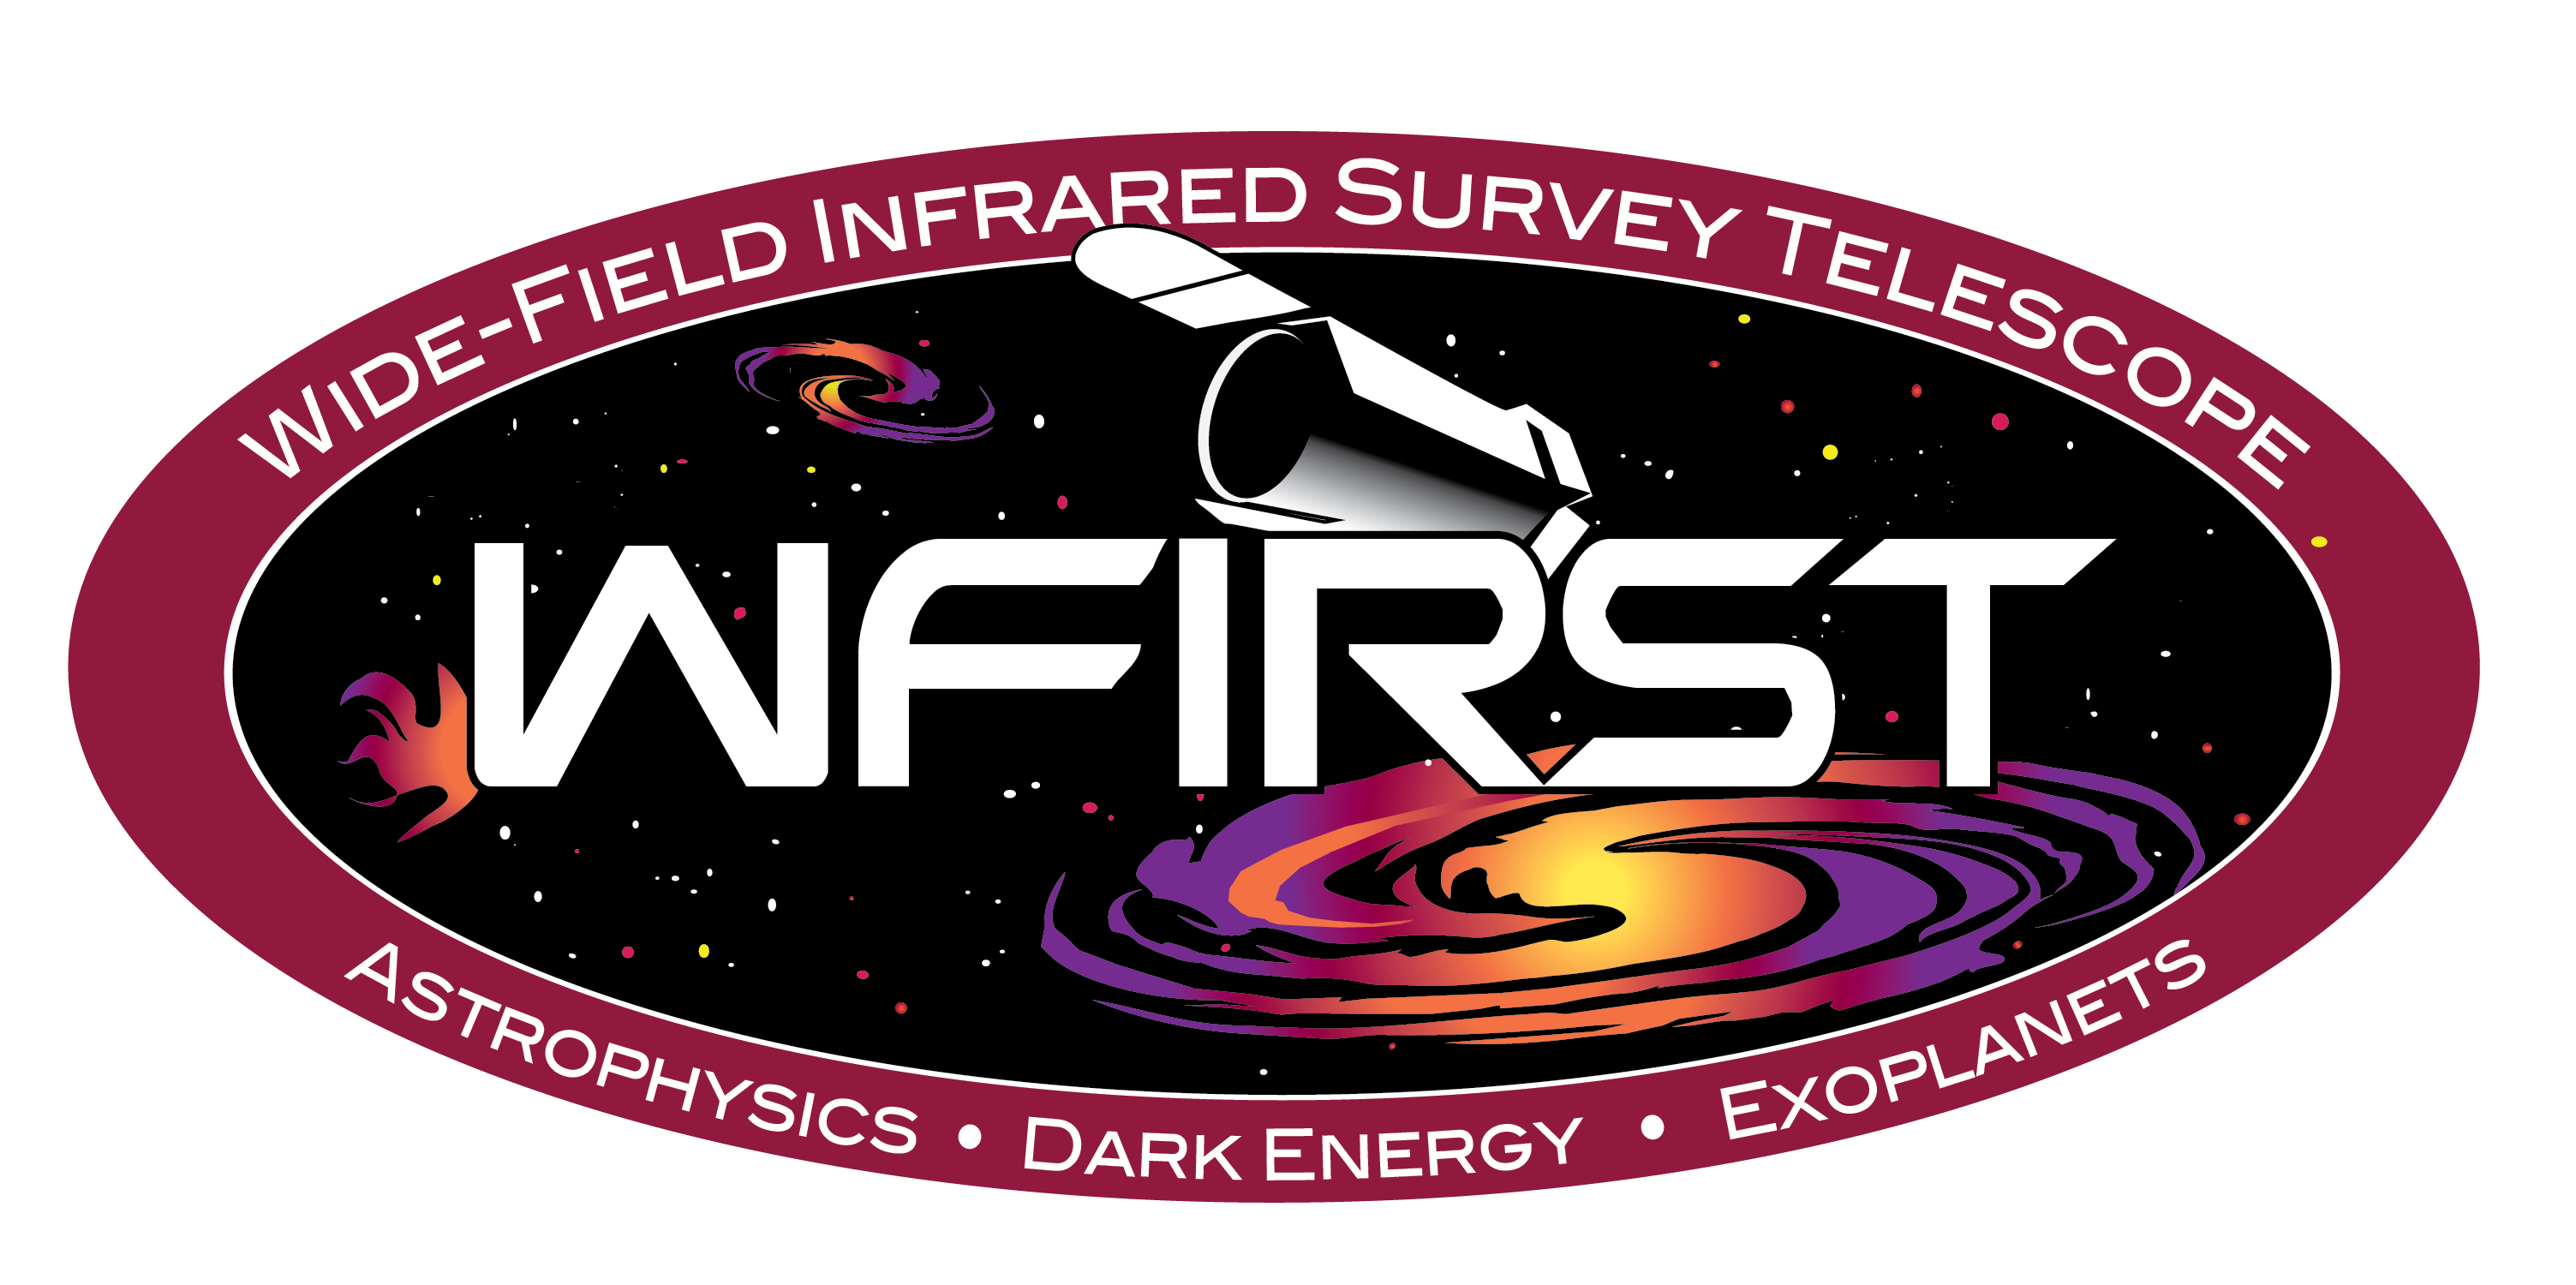 Wide-Field Infrared Survey Telescope
WFIRST
Astrophysics • Dark Energy • Exoplanets